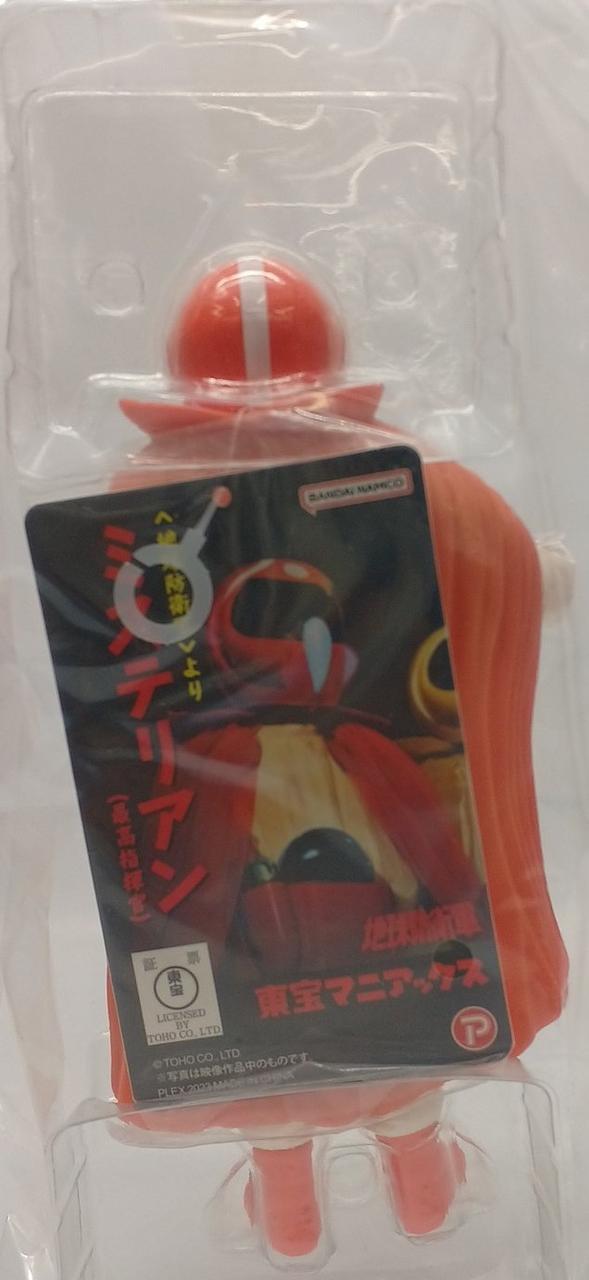 BANDAI NAMCO
ミステリアン
(最高指揮官)
より
地球防衛軍
東宝マニアックス
証 票
東宝
LICENSED
BY
TOHO CO., LTD
P
©TOHO CO., LTD
※写真は映像作品中のものです
PLEX 2023 MADE IN CHINA